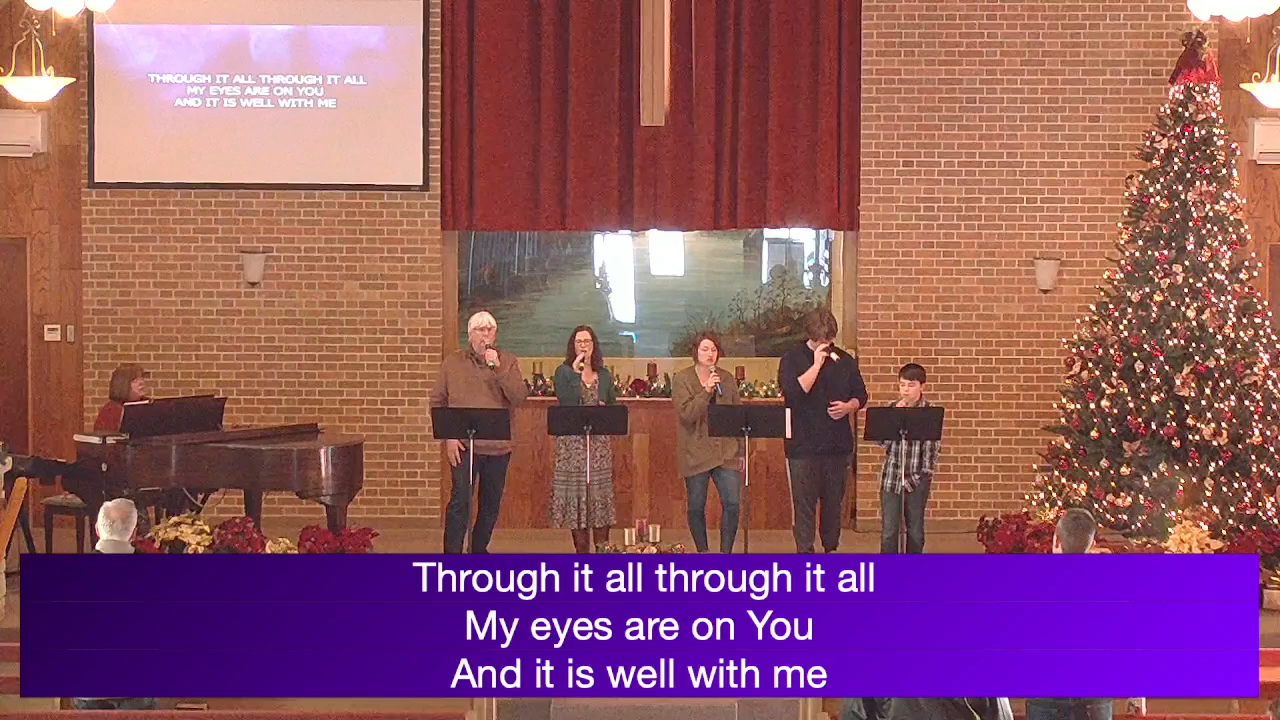 THROUGH IT ALL THROUGH IT ALL
MY EYES ARE ON YOU
AND IT IS WELL WITH ME
Through it all through it all
My eyes are on You
And it is well with me